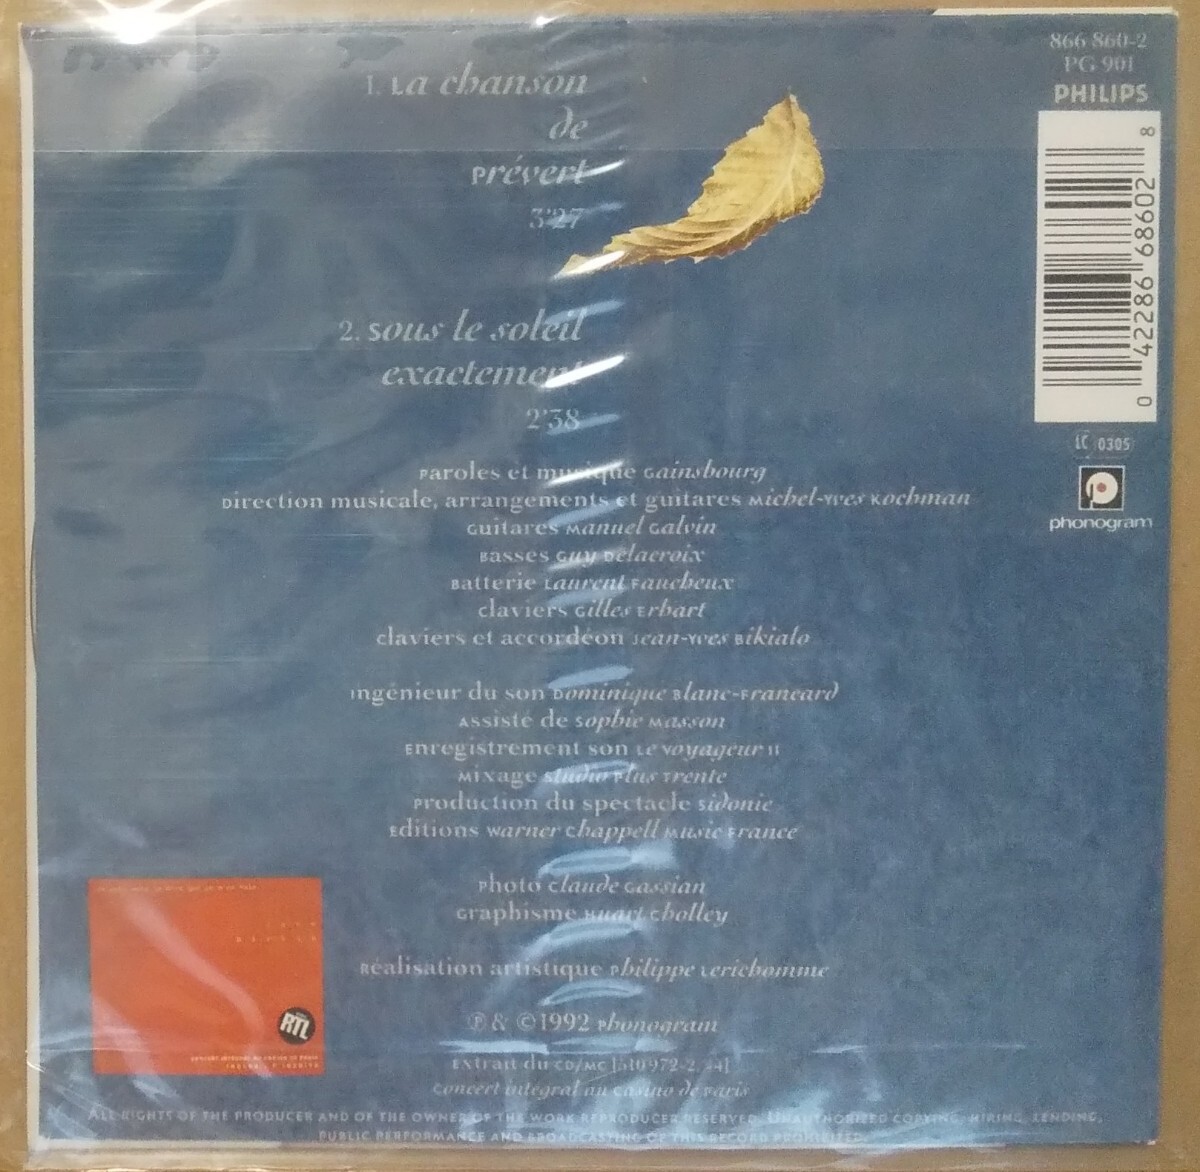 1. La chanson
de
Prévert
3'27
2. Sous le soleil
exactement
2'38
Paroles et musique Gainsbourg
Direction musicale, arrangements et guitares Michel-Yves Kochman
Guitares Manuel Galvin
Basses Guy Delacroix
Batterie Laurent Faucheux
Claviers Gilles Erhart
Claviers et accordéon Jean-Yves Bikialo
Ingénieur du son Dominique Blanc-Francard
Assisté de Sophie Masson
Enregistrement son Le Voyageur II
Mixage Studio Plus Trente
Production du spectacle Sidonie
Editions Warner Chappell Music France
Photo Claude Gassian
Graphisme Huart Cholley
Réalisation artistique Philippe Lerichomme
℗ & ©1992 Phonogram
Extrait du CD/MC [510 972-2, -4]
Concert intégral au Casino de Paris
ALL RIGHTS OF THE PRODUCER AND OF THE OWNER OF THE WORK REPRODUCED RESERVED. UNAUTHORISED COPYING, HIRING, LENDING,
PUBLIC PERFORMANCE AND BROADCASTING OF THIS RECORD PROHIBITED.
866 860-2
PG 901
PHILIPS
0 42286 68602 8
LC 0305
phonogram
RTL